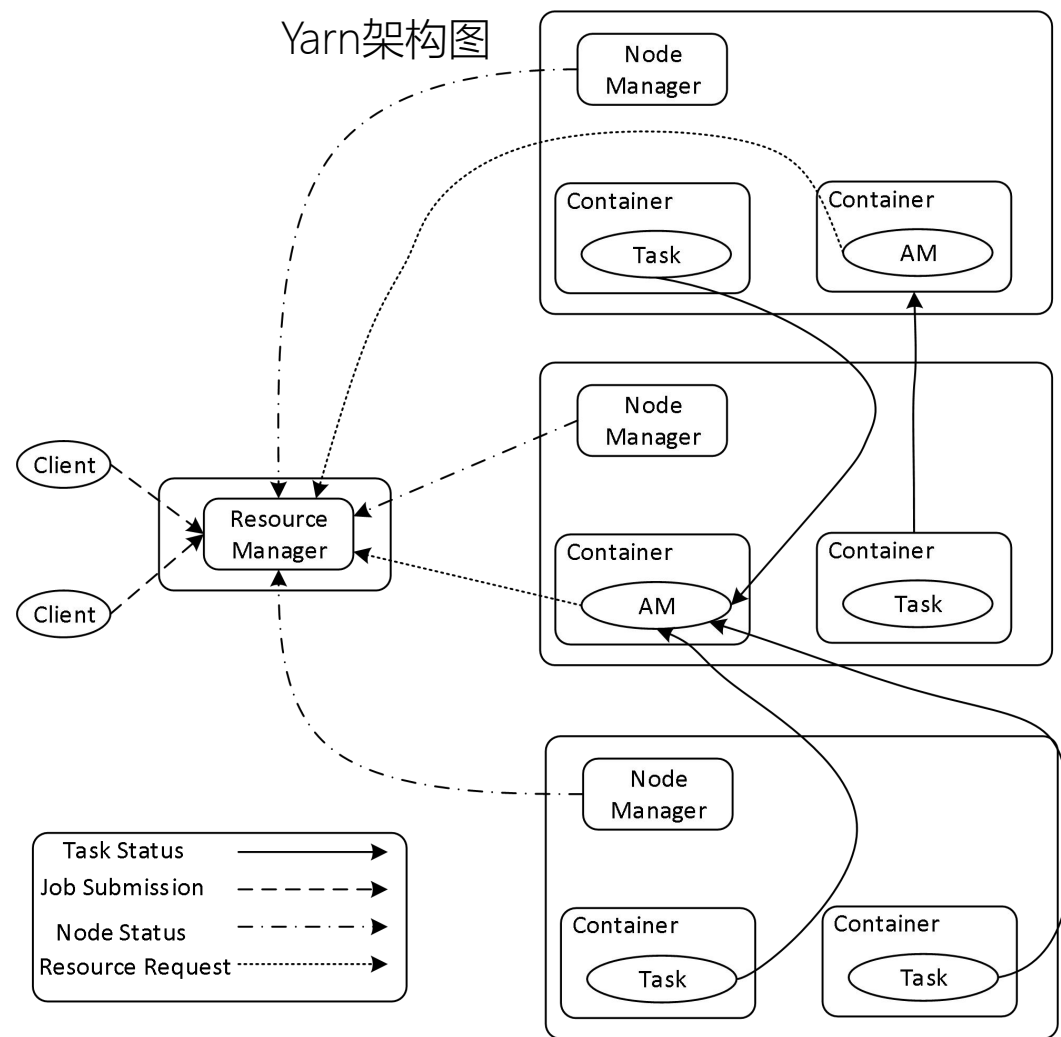 Yarn架构图
Node
Manager
Container
Task
Container
AM
Node
Manager
Client
Resource
Manager
Client
Container
AM
Container
Task
Node
Manager
Task Status
Job Submission
Node Status
Resource Request
Container
Task
Container
Task